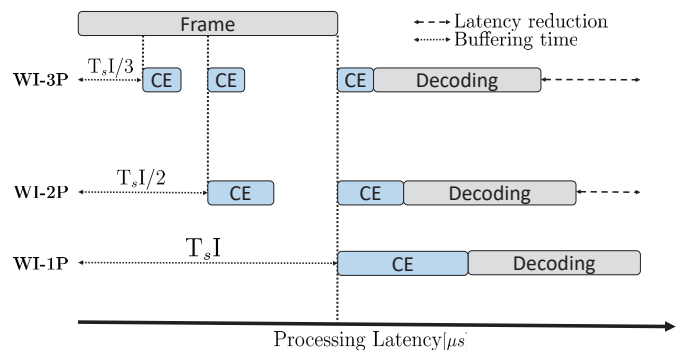 Frame
Latency reduction
Buffering time
WI-3P
TₛI/3
CE
CE
CE
Decoding
WI-2P
TₛI/2
CE
CE
Decoding
WI-1P
TₛI
CE
Decoding
Processing Latency[μs